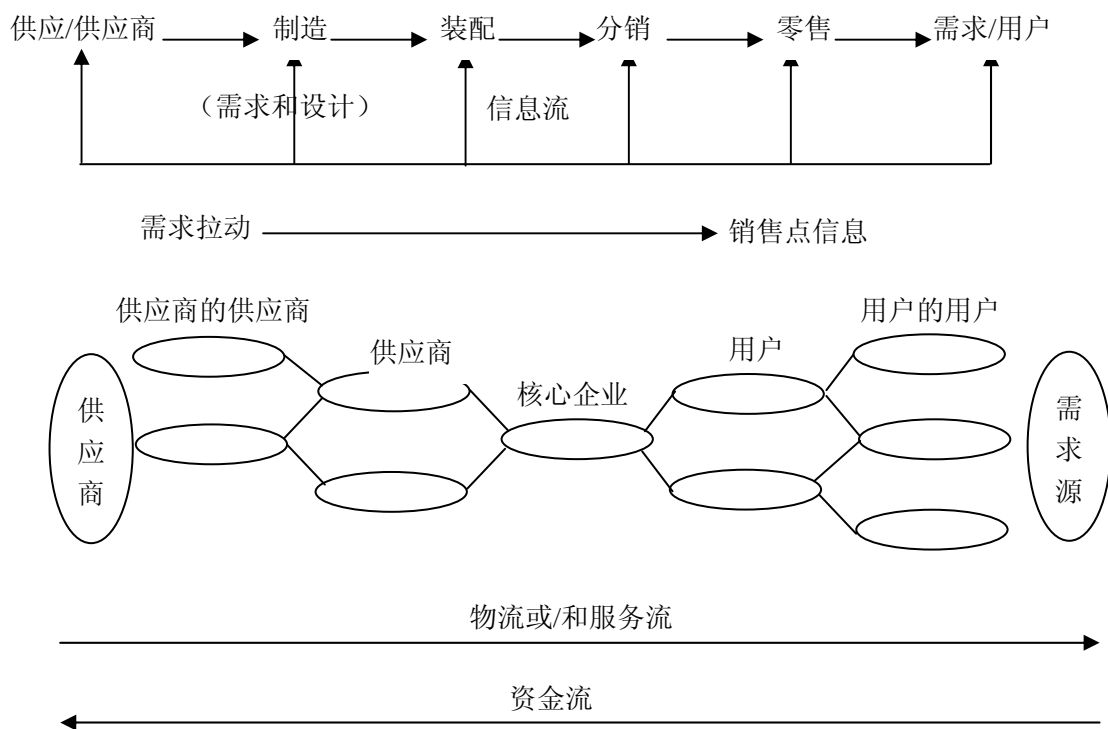 供应/供应商 制造 装配 分销 零售 需求/用户
（需求和设计） 信息流
需求拉动 销售点信息
供应商的供应商 用户的用户
供应商 用户
核心企业
供应商
需求源
物流或/和服务流
资金流